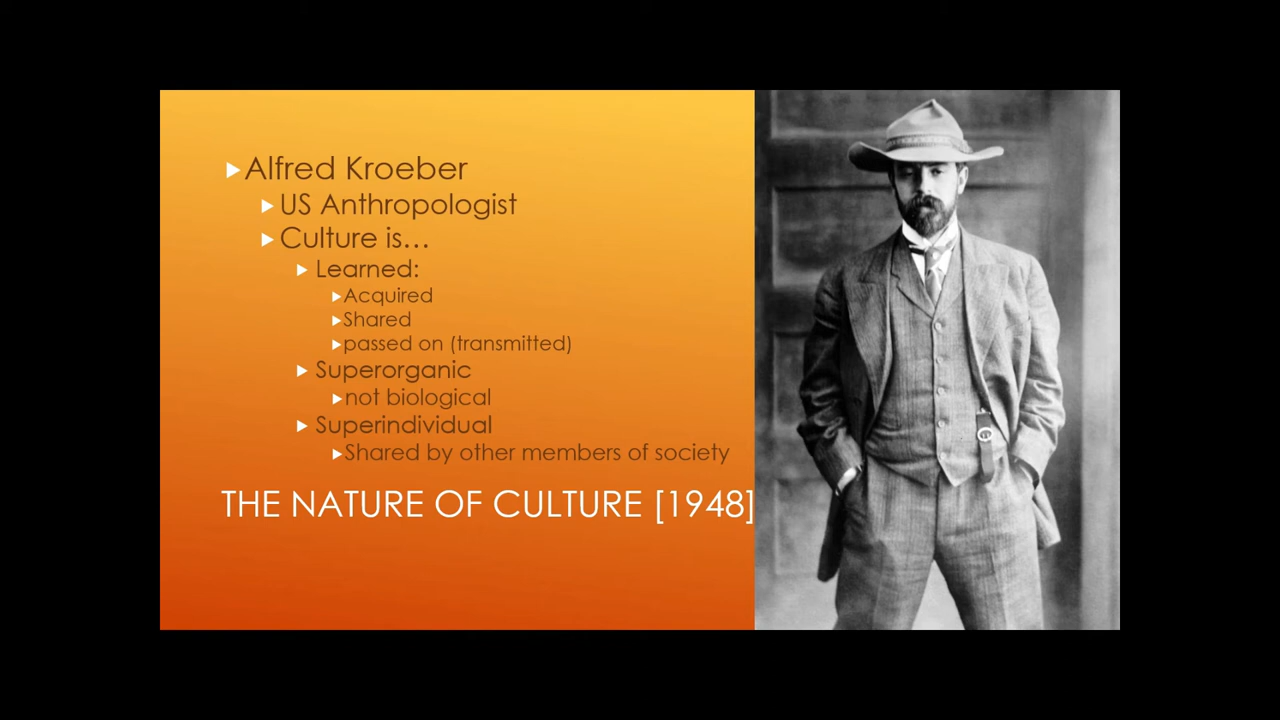 Alfred Kroeber
US Anthropologist
Culture is...
Learned:
Acquired
Shared
passed on (transmitted)
Superorganic
not biological
Superindividual
Shared by other members of society
THE NATURE OF CULTURE [1948]